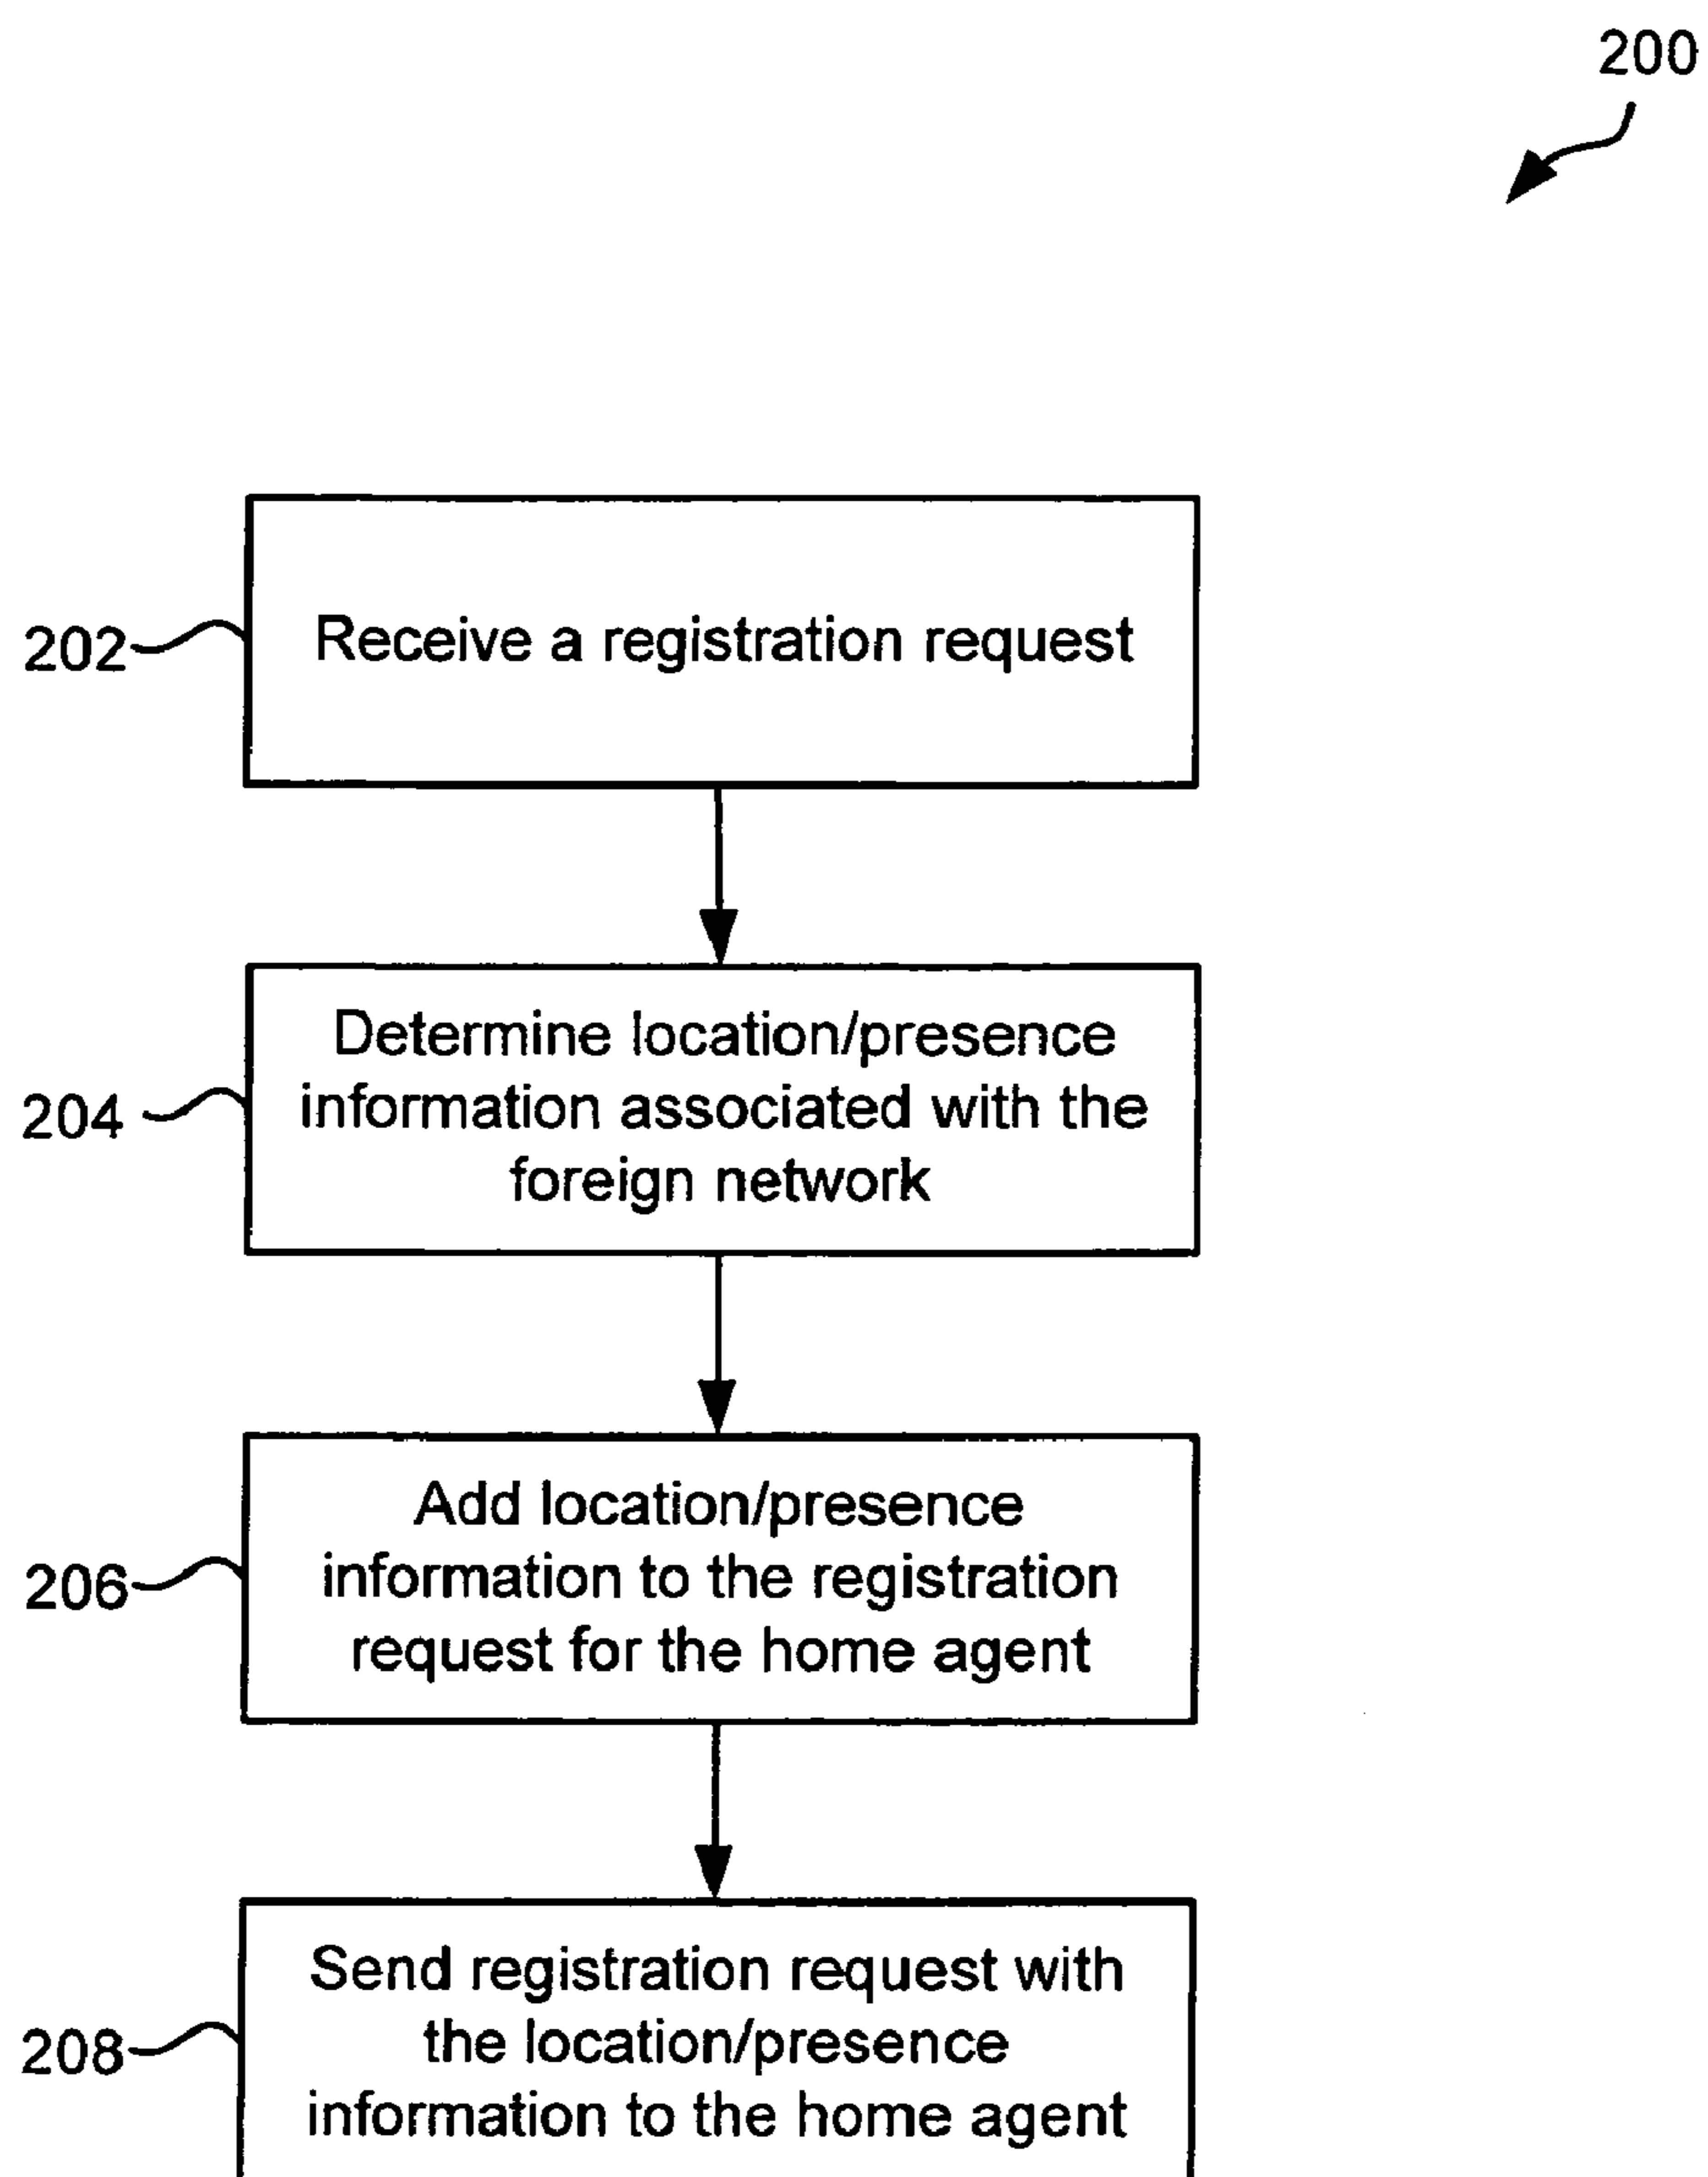 200
202
Receive a registration request
204
Determine location/presence
information associated with the
foreign network
206
Add location/presence
information to the registration
request for the home agent
208
Send registration request with
the location/presence
information to the home agent